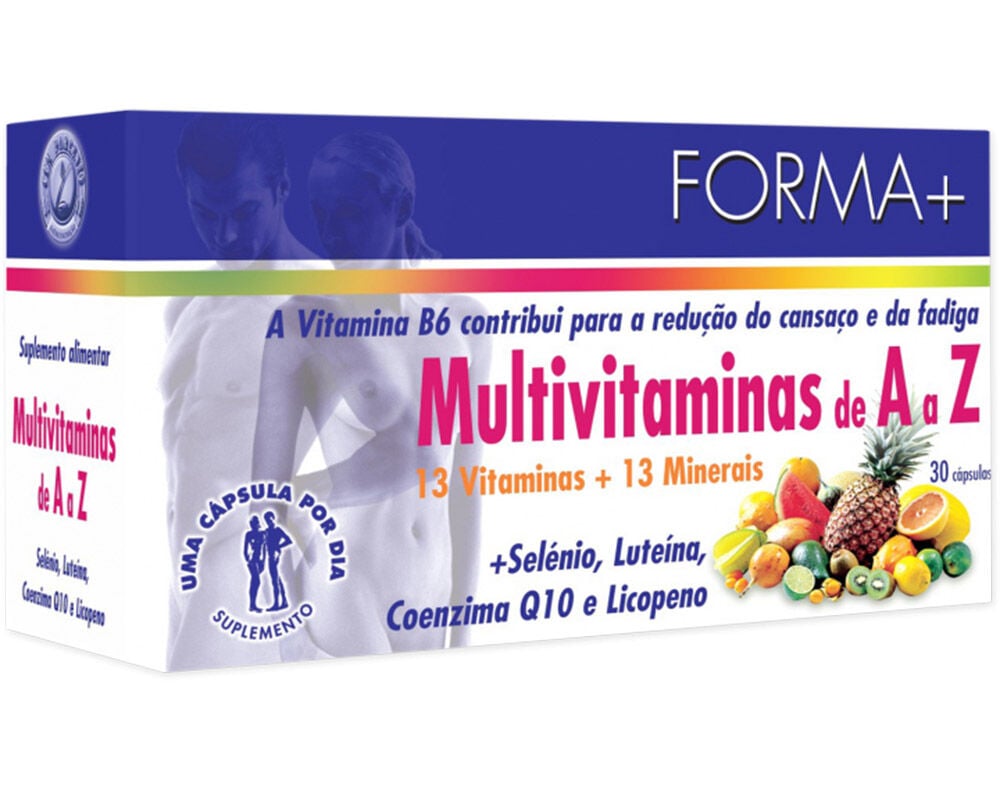 FORMA+
A Vitamina B6 contribui para a redução do cansaço e da fadiga
Multivitaminas de A a Z
13 Vitaminas + 13 Minerais
30 cápsulas
+Selénio, Luteína,
Coenzima Q10 e Licopeno
UMA CÁPSULA POR DIA
SUPLEMENTO
Suplemento alimentar
Multivitaminas
de A a Z
Selénio, Luteína,
Coenzima Q10 e Licopeno